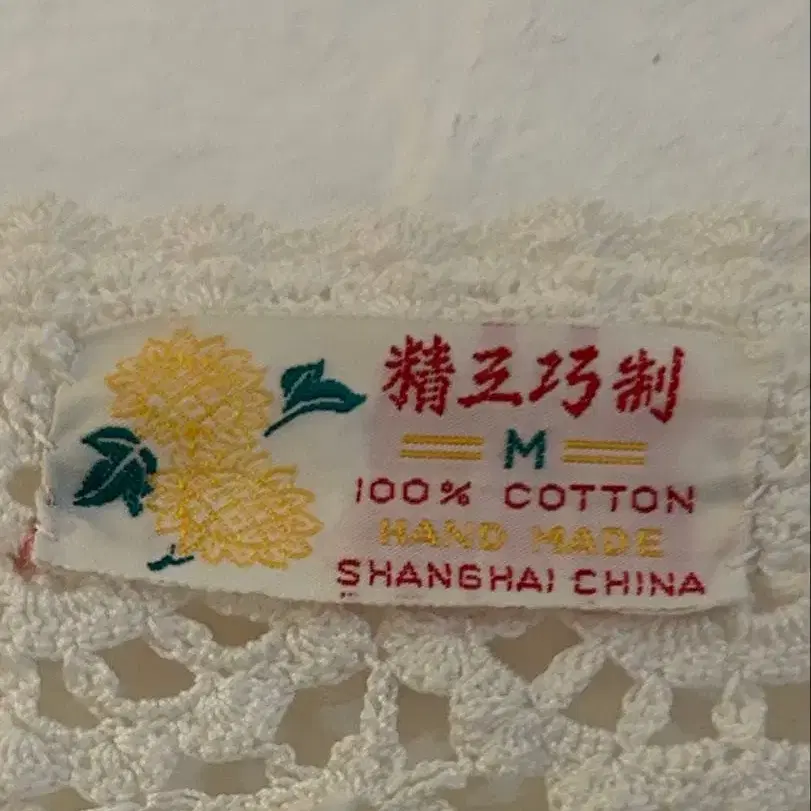 精工巧制
M
100% COTTON
HAND MADE
SHANGHAI CHINA